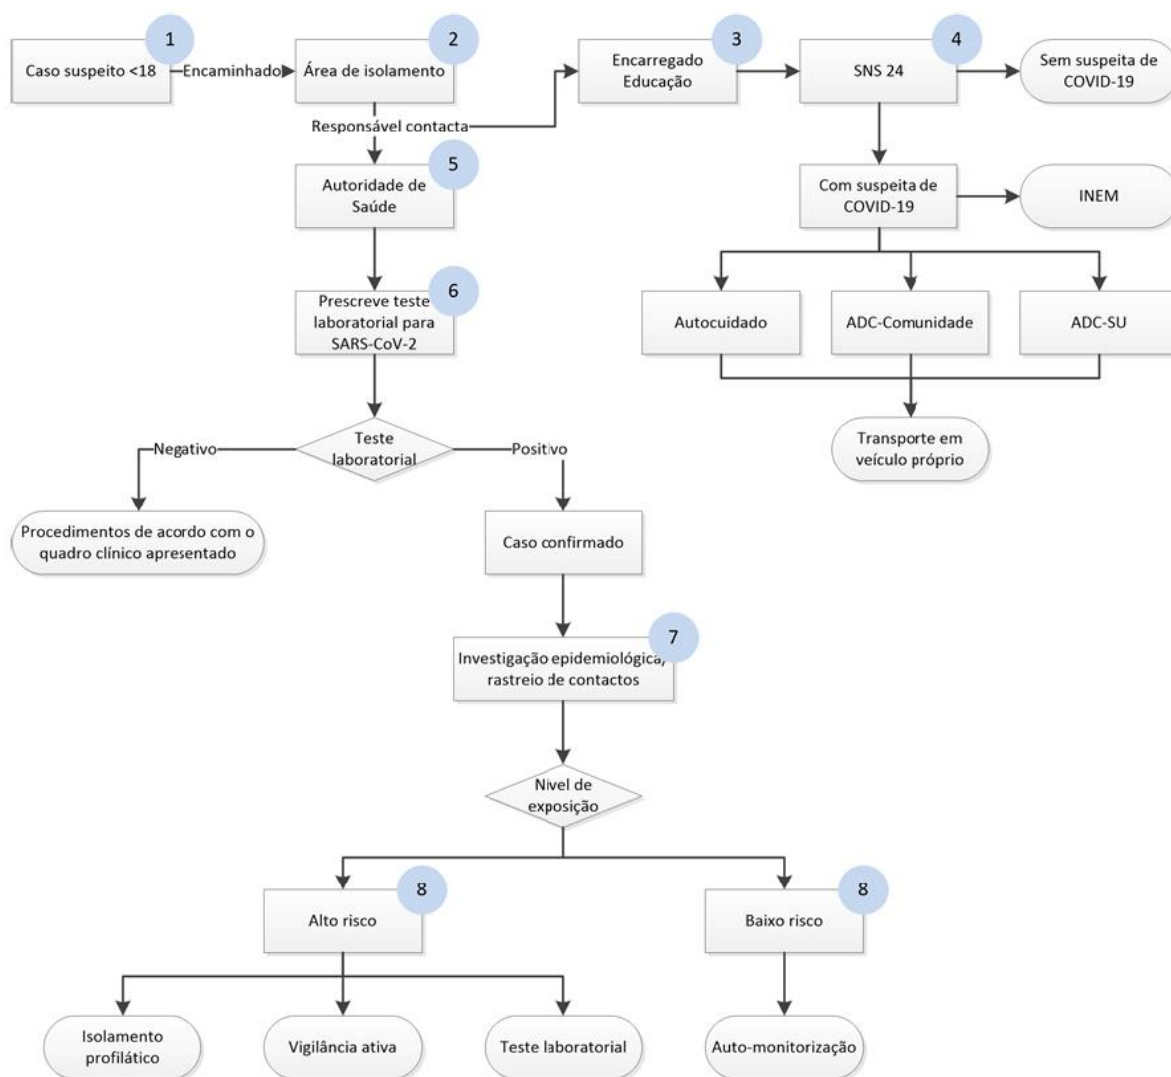 1
Caso suspeito <18
Encaminhado
2
Área de isolamento
3
Encarregado
Educação
4
SNS 24
Sem suspeita de
COVID-19
Responsável contacta
5
Autoridade de
Saúde
Com suspeita de
COVID-19
INEM
6
Prescreve teste
laboratorial para
SARS-CoV-2
Autocuidado
ADC-Comunidade
ADC-SU
Negativo
Teste
laboratorial
Positivo
Transporte em
veículo próprio
Procedimentos de acordo com o
quadro clínico apresentado
Caso confirmado
7
Investigação epidemiológica/
rastreio de contactos
Nível de
exposição
8
Alto risco
8
Baixo risco
Isolamento
profilático
Vigilância ativa
Teste laboratorial
Auto-monitorização